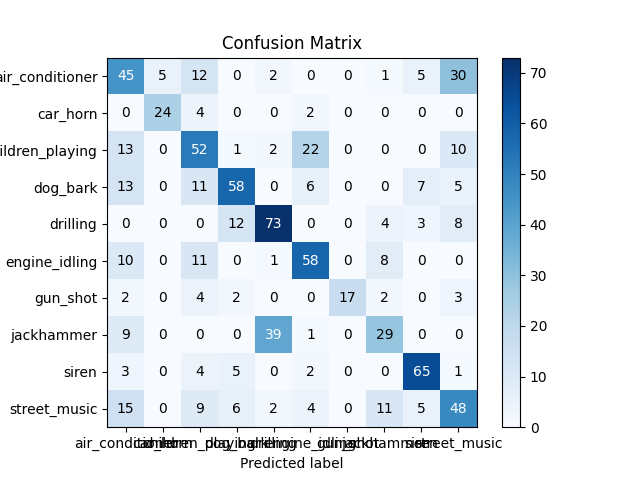 Confusion Matrix
air_conditioner 45 5 12 0 2 0 0 1 5 30
car_horn 0 24 4 0 0 2 0 0 0 0
ildren_playing 13 0 52 1 2 22 0 0 0 10
dog_bark 13 0 11 58 0 6 0 0 7 5
drilling 0 0 0 12 73 0 0 4 3 8
engine_idling 10 0 11 0 1 58 0 8 0 0
gun_shot 2 0 4 2 0 0 17 2 0 3
jackhammer 9 0 0 0 39 1 0 29 0 0
siren 3 0 4 5 0 2 0 0 65 1
street_music 15 0 9 6 2 4 0 11 5 48
70
60
50
40
30
20
10
0
street_music
Predicted label